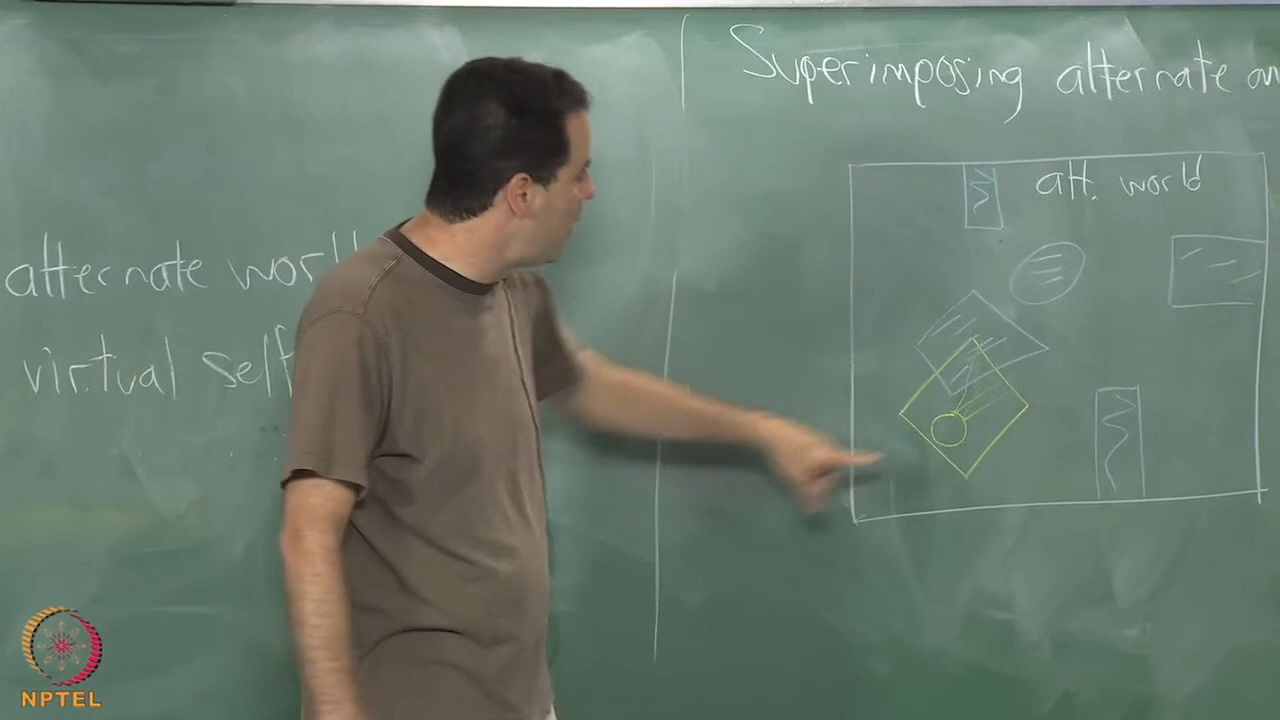 Superimposing alternate
alt. world
alternate worl
virtual self
NPTEL